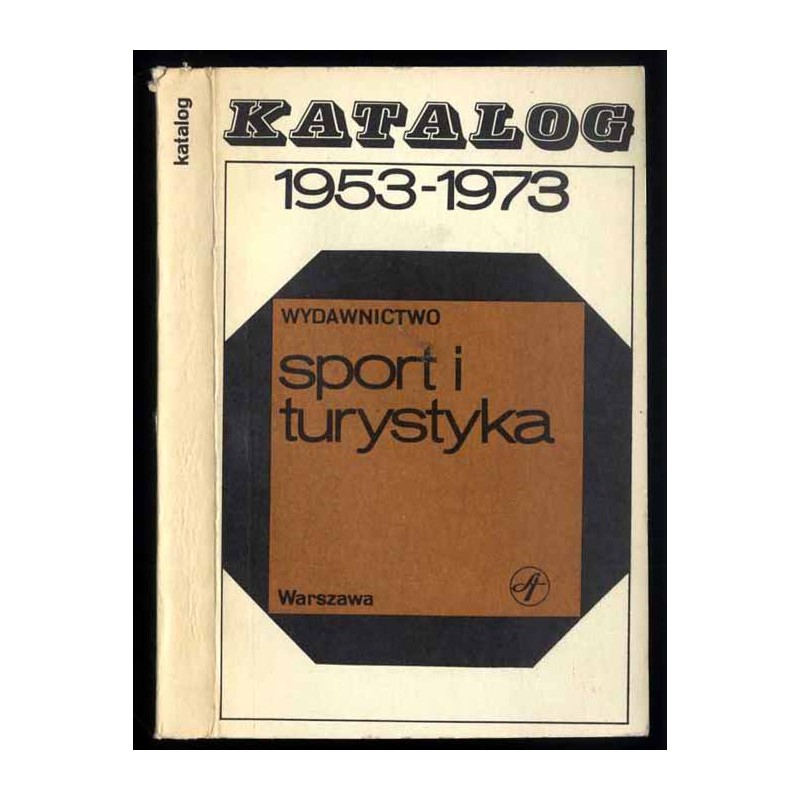 katalog
KATALOG
1953-1973
WYDAWNICTWO
sport i
turystyka
Warszawa